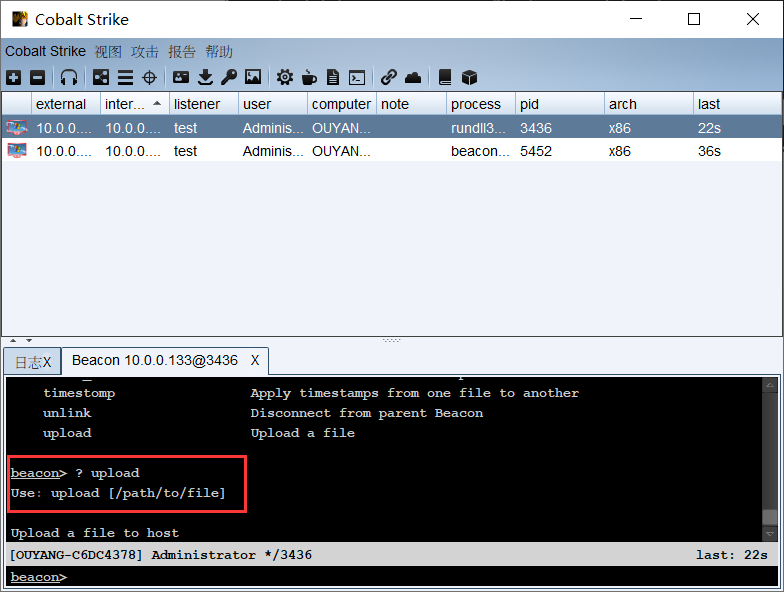 Cobalt Strike
Cobalt Strike 视图 攻击 报告 帮助
external inter... listener user computer note process pid arch last
10.0.0.... 10.0.0.... test Adminis... OUYAN... rundll3... 3436 x86 22s
10.0.0.... 10.0.0.... test Adminis... OUYAN... beacon... 5452 x86 36s
日志X Beacon 10.0.0.133@3436 X
timestomp Apply timestamps from one file to another
unlink Disconnect from parent Beacon
upload Upload a file
beacon> ? upload
Use: upload [/path/to/file]
Upload a file to host
[OUYANG-C6DC4378] Administrator */3436 last: 22s
beacon>